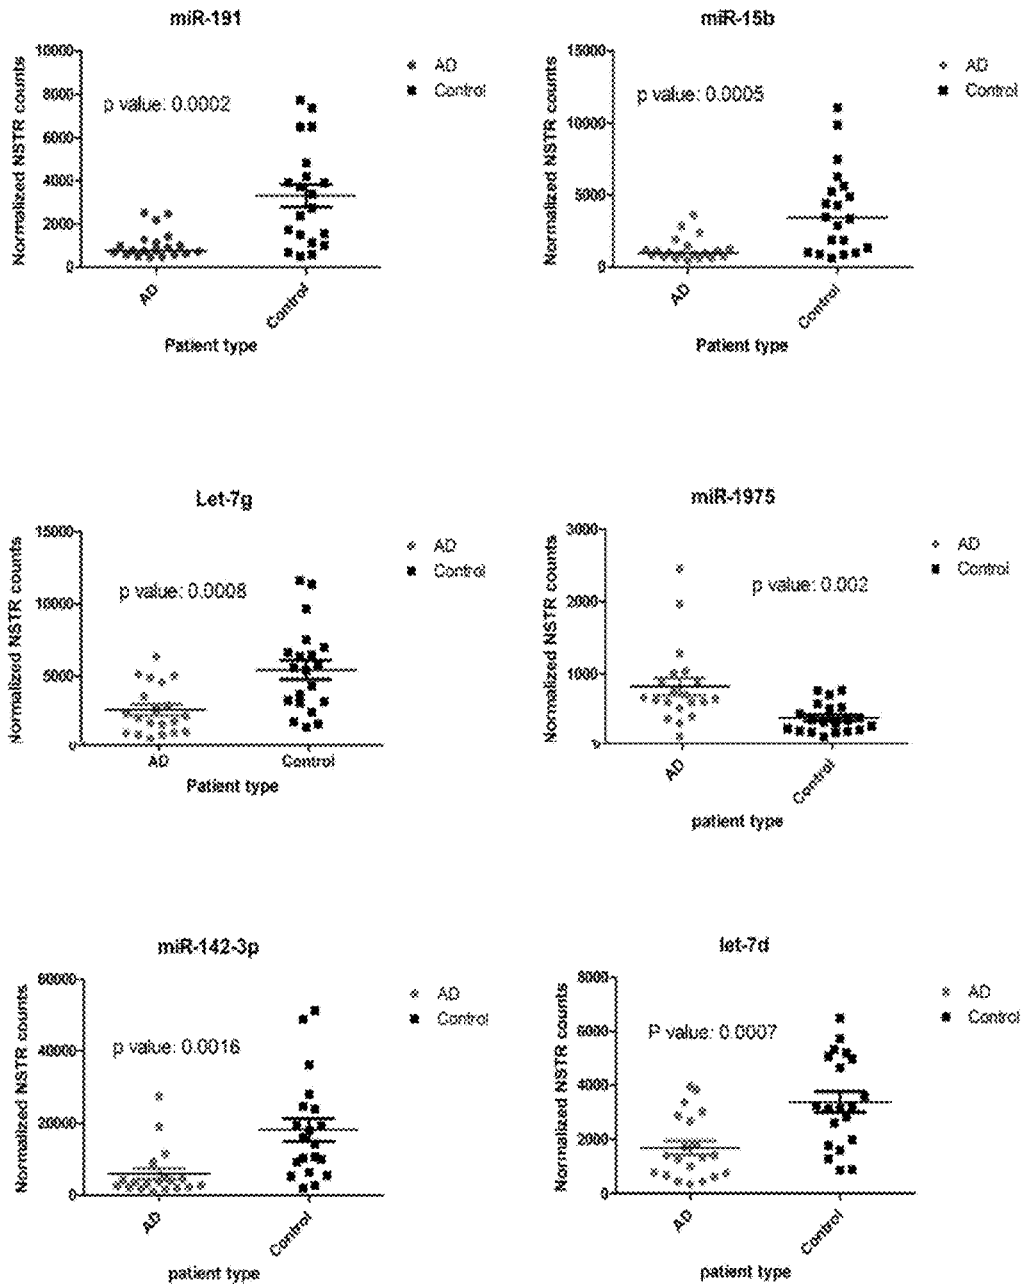 miR-191
10000
8000
6000
4000
2000
0
Normalized NSTR counts
p value: 0.0002
AD
Control
AD
Control
Patient type
miR-15b
15000
10000
5000
0
Normalized NSTR counts
p value: 0.0005
AD
Control
AD
Control
Patient type
Let-7g
15000
10000
5000
0
Normalized NSTR counts
p value: 0.0008
AD
Control
AD
Control
Patient type
miR-1975
3000
2000
1000
0
Normalized NSTR counts
p value: 0.002
AD
Control
AD
Control
patient type
miR-142-3p
60000
40000
20000
0
Normalized NSTR counts
p value: 0.0016
AD
Control
AD
Control
patient type
let-7d
8000
6000
4000
2000
0
Normalized NSTR counts
P value: 0.0007
AD
Control
AD
Control
patient type